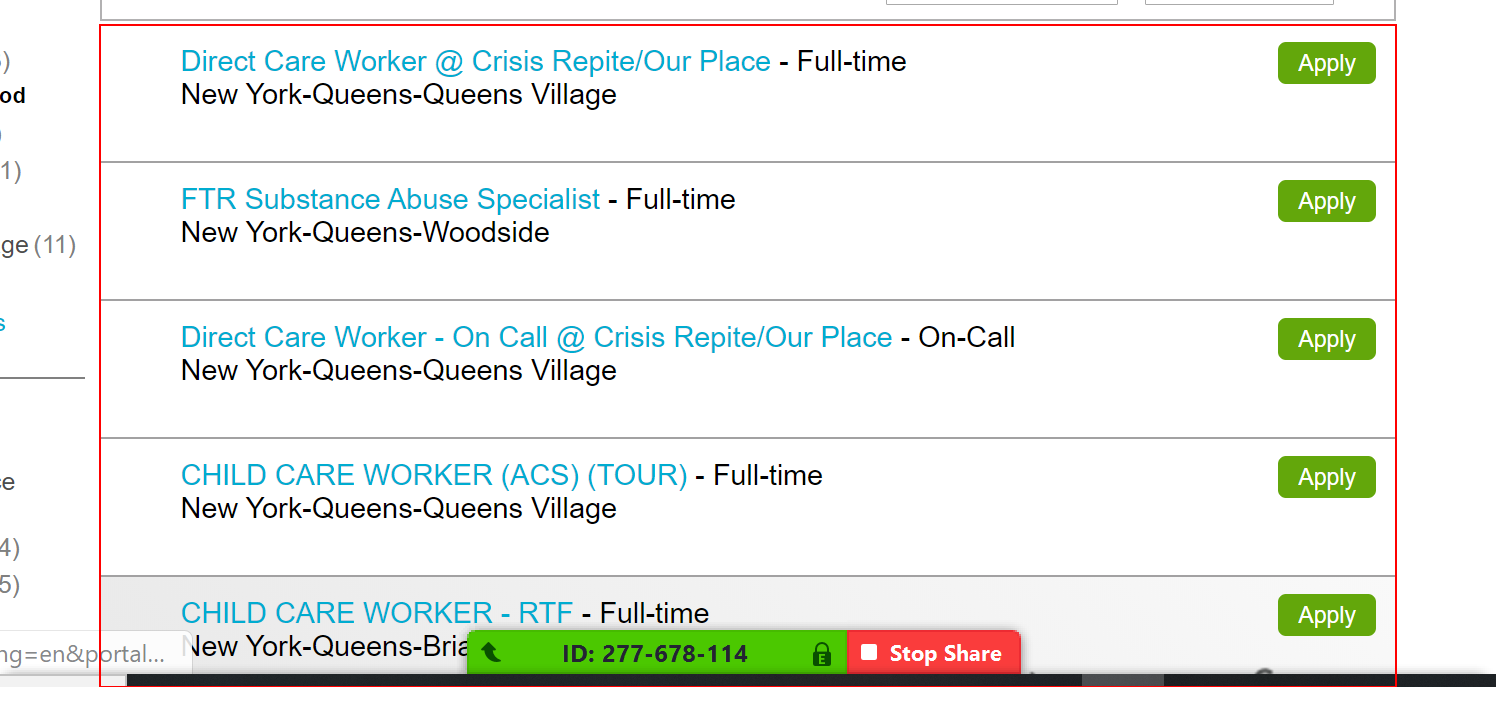 Direct Care Worker @ Crisis Repite/Our Place - Full-time
Apply
New York-Queens-Queens Village
FTR Substance Abuse Specialist - Full-time
Apply
New York-Queens-Woodside
Direct Care Worker - On Call @ Crisis Repite/Our Place - On-Call
Apply
New York-Queens-Queens Village
CHILD CARE WORKER (ACS) (TOUR) - Full-time
Apply
New York-Queens-Queens Village
CHILD CARE WORKER - RTF - Full-time
Apply
New York-Queens-Bria
ID: 277-678-114
Stop Share
)
od
)
1)
ge (11)
s
ce
4)
5)
ng=en&portal...